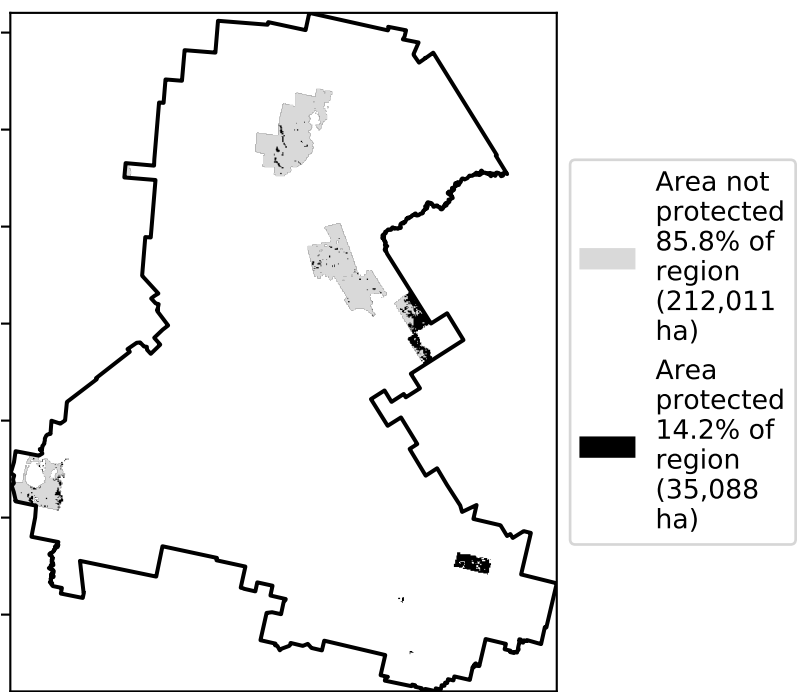 Area not
protected
85.8% of
region
(212,011
ha)
Area
protected
14.2% of
region
(35,088
ha)